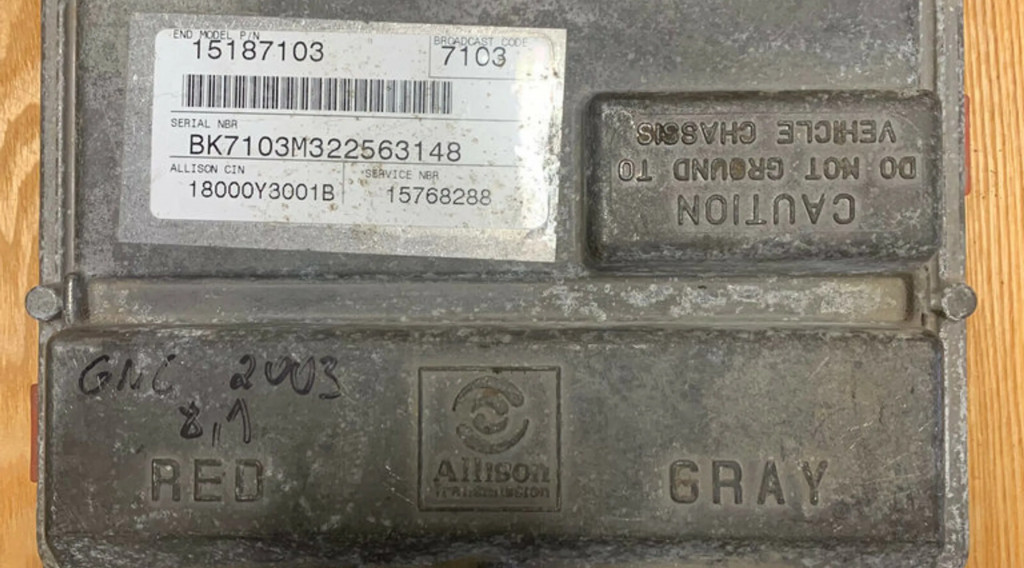 END MODEL P/N
15187103
BROADCAST CODE
7103
SERIAL NBR
BK7103M322563148
ALLISON CIN
18000Y3001B
SERVICE NBR
15768288
CAUTION
DO NOT GROUND TO
VEHICLE CHASSIS
GMC 2003
8,1
Allison
TRANSMISSION
RED
GRAY